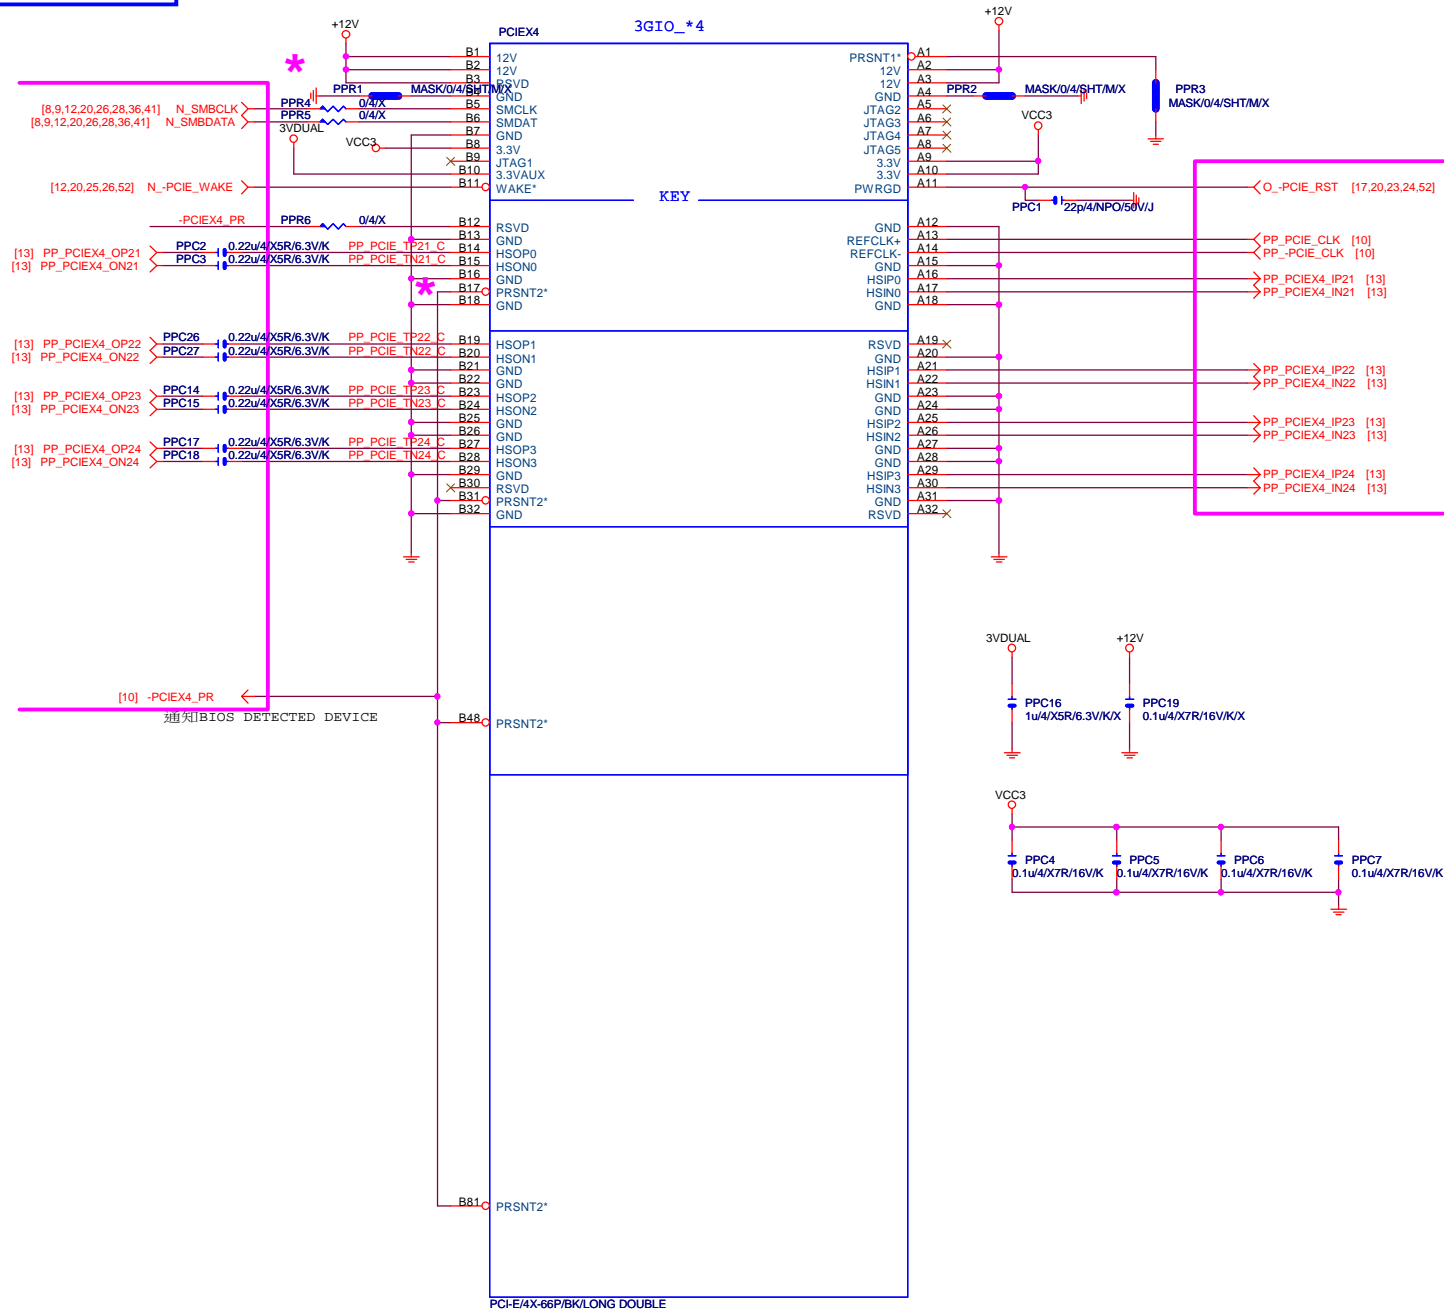 3GIO_*4
PCIEX4
+12V
+12V
B1 12V
B2 12V
B3 RSVD
B4 GND
PPR1 MASK/0/4/SHT/M/X
[8,9,12,20,26,28,36,41] N_SMBCLK PPR4 0/4/X B5 SMCLK
[8,9,12,20,26,28,36,41] N_SMBDATA PPR5 0/4/X B6 SMDAT
3VDUAL
VCC3
B7 GND
B8 3.3V
B9 JTAG1
B10 3.3VAUX
[12,20,25,26,52] N_-PCIE_WAKE B11 WAKE*
KEY
-PCIEX4_PR PPR6 0/4/X B12 RSVD
B13 GND
[13] PP_PCIEX4_OP21 PPC2 0.22u/4/X5R/6.3V/K PP_PCIE_TP21_C B14 HSOP0
[13] PP_PCIEX4_ON21 PPC3 0.22u/4/X5R/6.3V/K PP_PCIE_TN21_C B15 HSON0
B16 GND
* B17 PRSNT2*
B18 GND
[13] PP_PCIEX4_OP22 PPC26 0.22u/4/X5R/6.3V/K PP_PCIE_TP22_C B19 HSOP1
[13] PP_PCIEX4_ON22 PPC27 0.22u/4/X5R/6.3V/K PP_PCIE_TN22_C B20 HSON1
B21 GND
B22 GND
[13] PP_PCIEX4_OP23 PPC14 0.22u/4/X5R/6.3V/K PP_PCIE_TP23_C B23 HSOP2
[13] PP_PCIEX4_ON23 PPC15 0.22u/4/X5R/6.3V/K PP_PCIE_TN23_C B24 HSON2
B25 GND
B26 GND
[13] PP_PCIEX4_OP24 PPC17 0.22u/4/X5R/6.3V/K PP_PCIE_TP24_C B27 HSOP3
[13] PP_PCIEX4_ON24 PPC18 0.22u/4/X5R/6.3V/K PP_PCIE_TN24_C B28 HSON3
B29 GND
B30 RSVD
B31 PRSNT2*
B32 GND
[10] -PCIEX4_PR
通知BIOS DETECTED DEVICE
B48 PRSNT2*
B81 PRSNT2*
PCI-E/4X-66P/BK/LONG DOUBLE
PRSNT1* A1
12V A2
12V A3
GND A4 PPR2 MASK/0/4/SHT/M/X
PPR3
MASK/0/4/SHT/M/X
JTAG2 A5
JTAG3 A6
JTAG4 A7
JTAG5 A8
VCC3
3.3V A9
3.3V A10
PWRGD A11 O_-PCIE_RST [17,20,23,24,52]
PPC1 22p/4/NPO/50V/J
GND A12
REFCLK+ A13 PP_PCIE_CLK [10]
REFCLK- A14 PP_-PCIE_CLK [10]
GND A15
HSIP0 A16 PP_PCIEX4_IP21 [13]
HSIN0 A17 PP_PCIEX4_IN21 [13]
GND A18
RSVD A19
GND A20
HSIP1 A21 PP_PCIEX4_IP22 [13]
HSIN1 A22 PP_PCIEX4_IN22 [13]
GND A23
GND A24
HSIP2 A25 PP_PCIEX4_IP23 [13]
HSIN2 A26 PP_PCIEX4_IN23 [13]
GND A27
GND A28
HSIP3 A29 PP_PCIEX4_IP24 [13]
HSIN3 A30 PP_PCIEX4_IN24 [13]
GND A31
RSVD A32
3VDUAL
PPC16
1u/4/X5R/6.3V/K/X
+12V
PPC19
0.1u/4/X7R/16V/K/X
VCC3
PPC4
0.1u/4/X7R/16V/K
PPC5
0.1u/4/X7R/16V/K
PPC6
0.1u/4/X7R/16V/K
PPC7
0.1u/4/X7R/16V/K
*